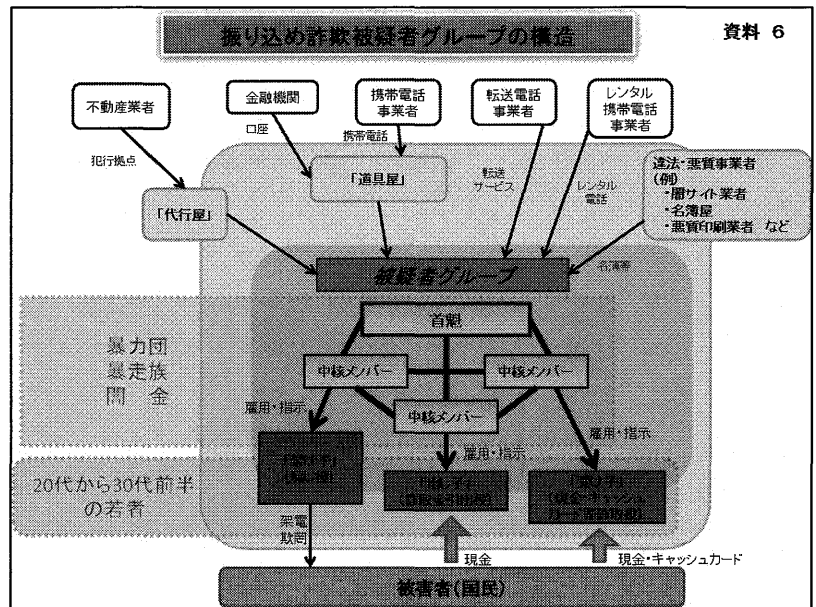 振り込め詐欺被疑者グループの構造
資料 6
不動産業者
金融機関
携帯電話
事業者
転送電話
事業者
レンタル
携帯電話
事業者
口座
携帯電話
犯行拠点
「道具屋」
転送
サービス
レンタル
電話
違法・悪質事業者
(例)
・闇サイト業者
・名簿屋
・悪質印刷業者 など
「代行屋」
名簿等
被疑者グループ
首魁
暴力団
暴走族
闇 金
中核メンバー
中核メンバー
中核メンバー
雇用・指示
雇用・指示
雇用・指示
20代から30代前半
の若者
架電
欺罔
現金
現金・キャッシュカード
被害者(国民)